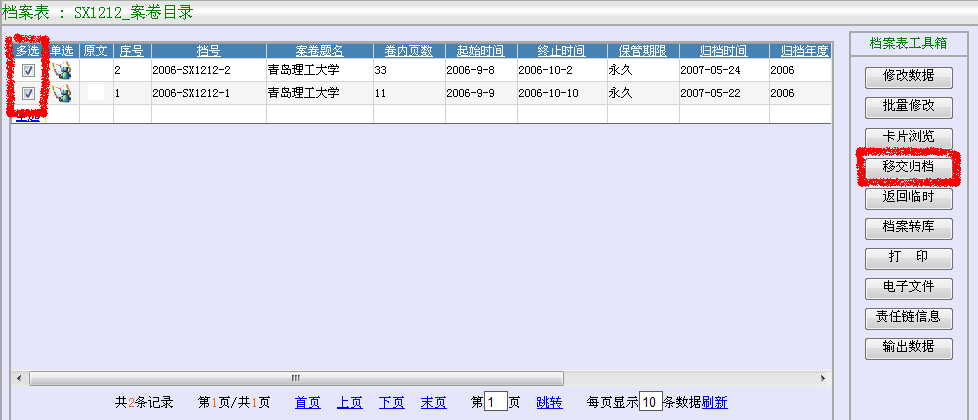 档案表 : SX1212_案卷目录
多选 单选 原文 序号 档号 案卷题名 卷内页数 起始时间 终止时间 保管期限 归档时间 归档年度
2 2006-SX1212-2 青岛理工大学 33 2006-9-8 2006-10-2 永久 2007-05-24 2006
1 2006-SX1212-1 青岛理工大学 11 2006-9-9 2006-10-10 永久 2007-05-22 2006
全选
共2条记录 第1页/共1页 首页 上页 下页 末页 第1页 跳转 每页显示10条数据刷新
档案表工具箱
修改数据
批量修改
卡片浏览
移交归档
返回临时
档案转库
打 印
电子文件
责任链信息
输出数据